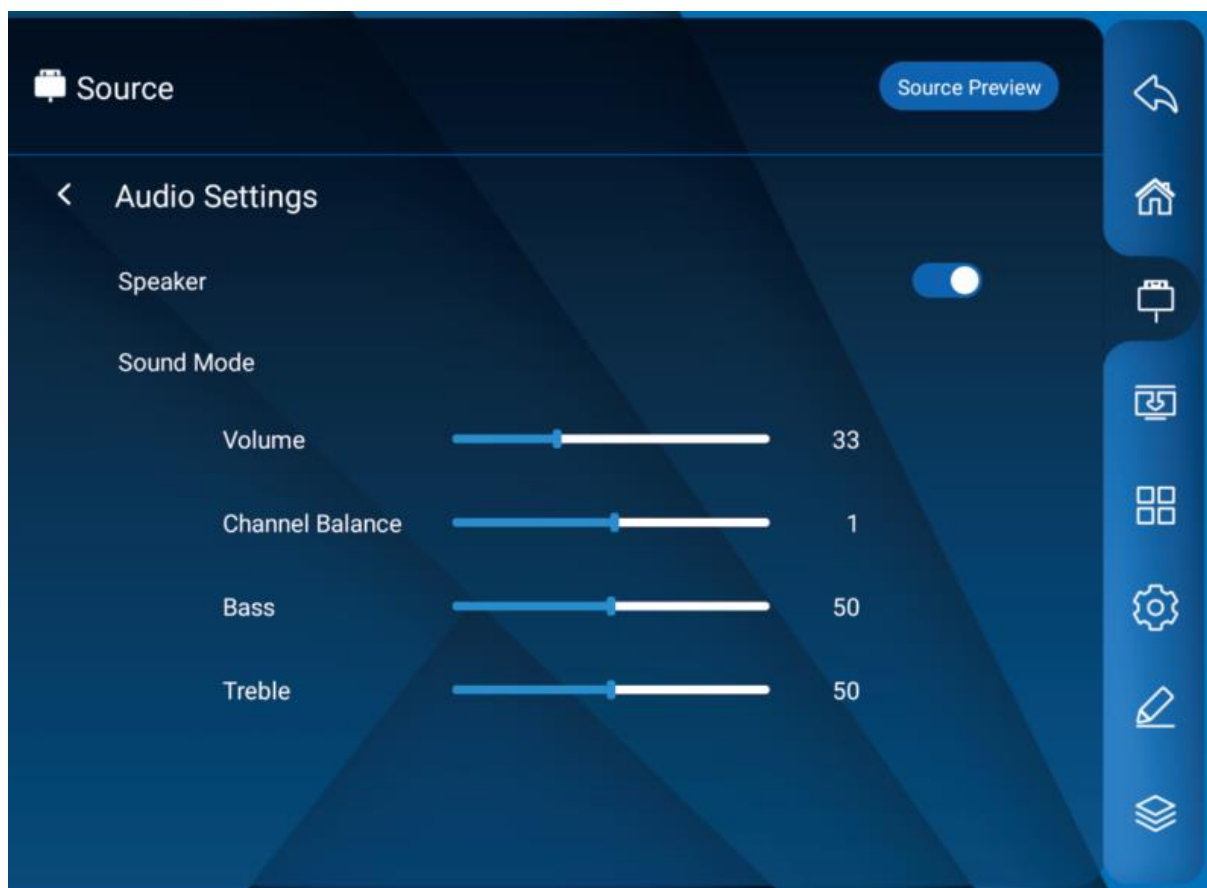 Source
Source Preview
Audio Settings
Speaker
Sound Mode
Volume 33
Channel Balance 1
Bass 50
Treble 50